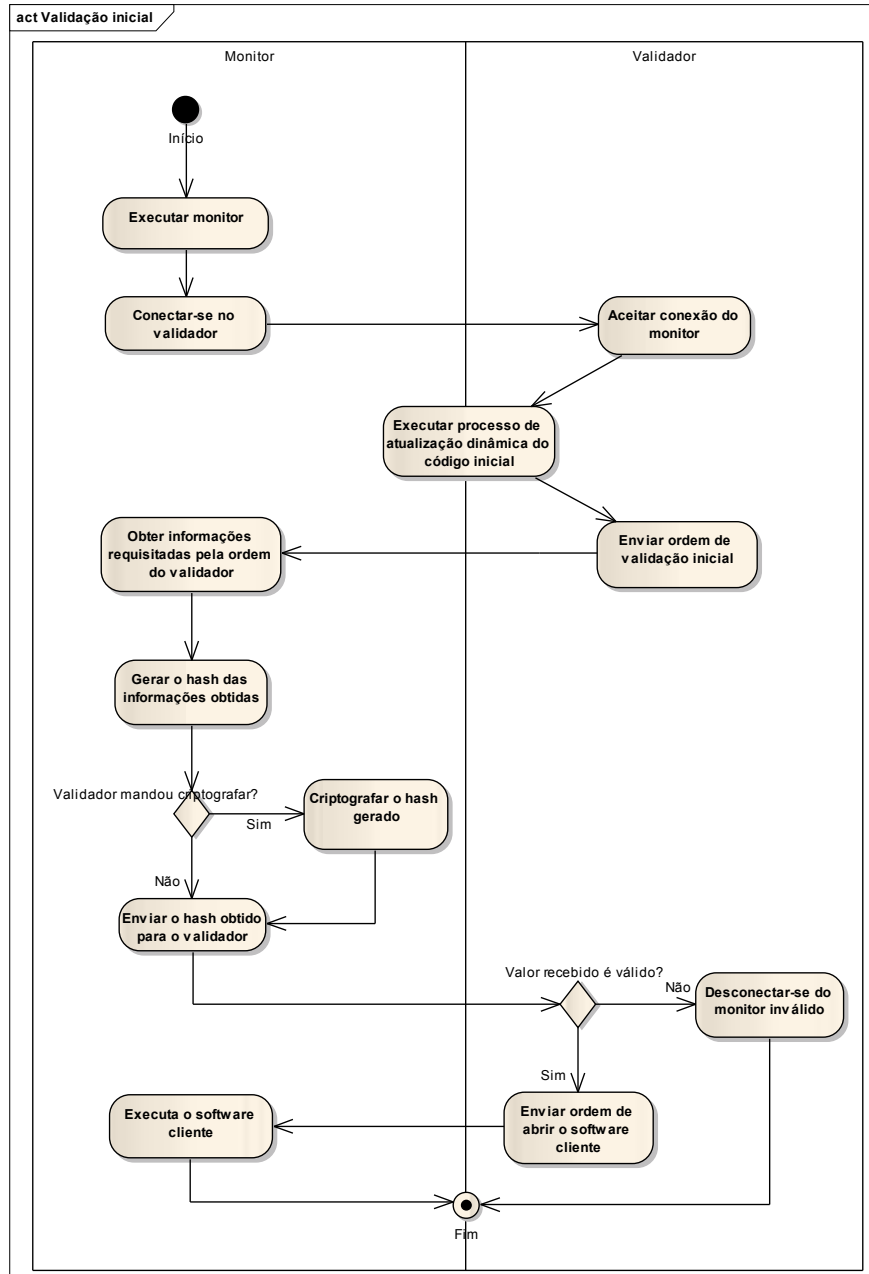 act Validação inicial
Monitor
Validador
Início
Executar monitor
Conectar-se no
validador
Aceitar conexão do
monitor
Executar processo de
atualização dinâmica do
código inicial
Enviar ordem de
validação inicial
Obter informações
requisitadas pela ordem
do validador
Gerar o hash das
informações obtidas
Validador mandou criptografar?
Sim
Criptografar o hash
gerado
Não
Enviar o hash obtido
para o validador
Valor recebido é válido?
Não
Desconectar-se do
monitor inválido
Sim
Enviar ordem de
abrir o software
cliente
Executa o software
cliente
Fim